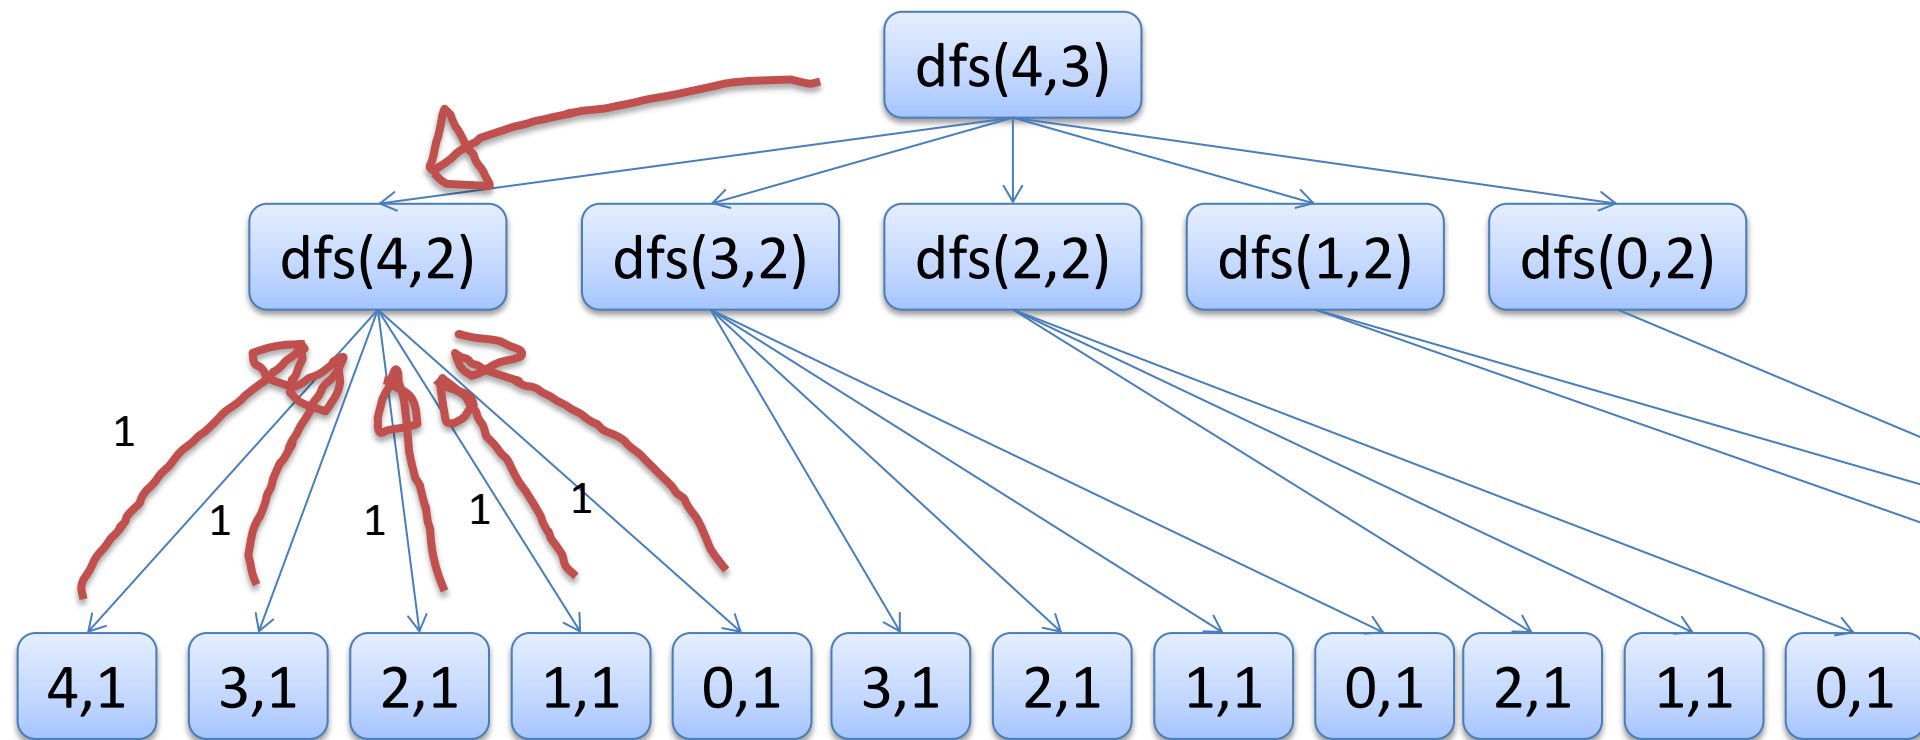 dfs(4,3)
dfs(4,2) dfs(3,2) dfs(2,2) dfs(1,2) dfs(0,2)
1
1 1 1 1
4,1 3,1 2,1 1,1 0,1 3,1 2,1 1,1 0,1 2,1 1,1 0,1